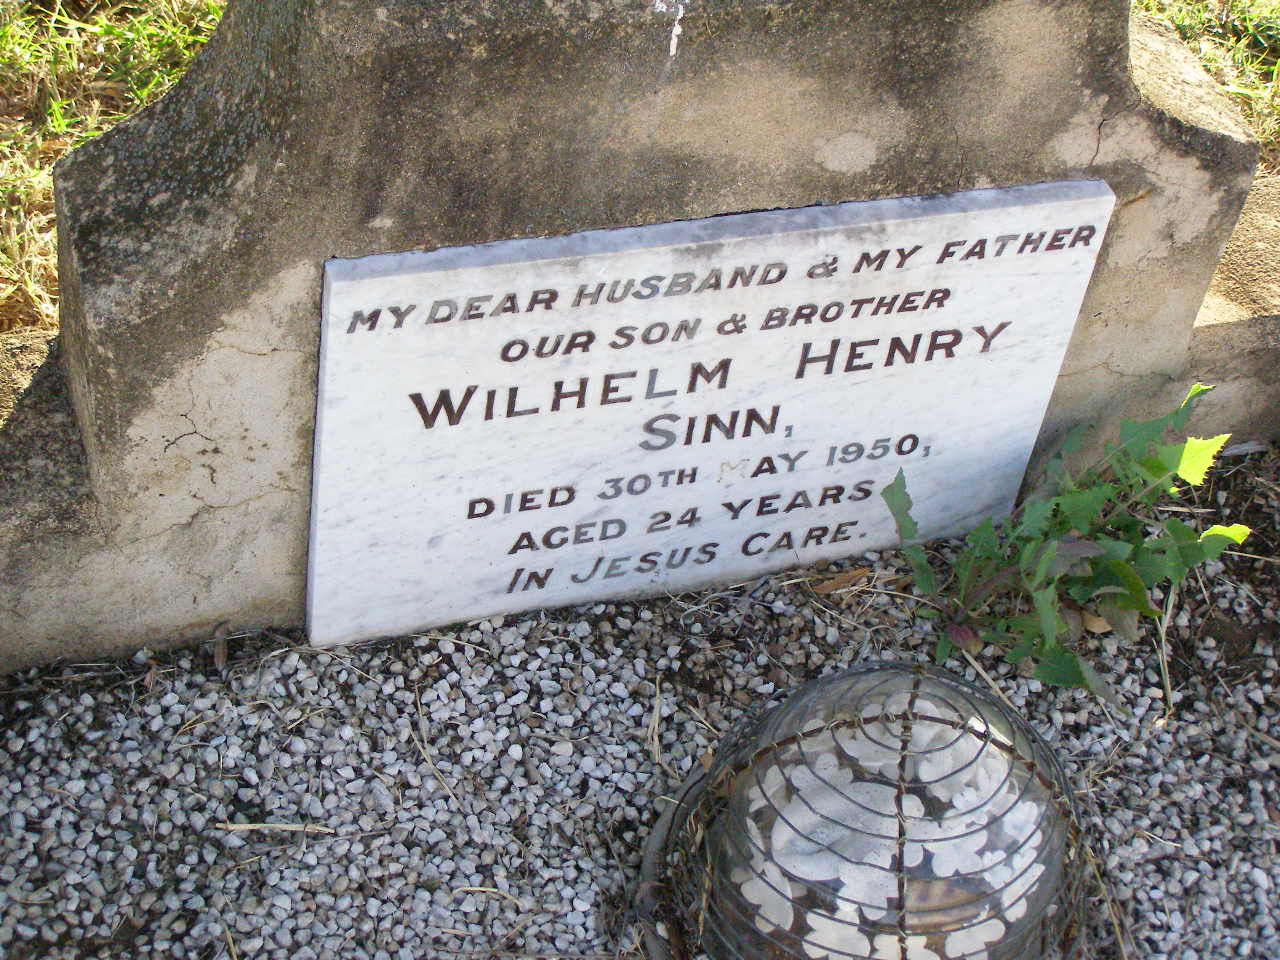 MY DEAR HUSBAND & MY FATHER
OUR SON & BROTHER
WILHELM HENRY
SINN,
DIED 30TH MAY 1950,
AGED 24 YEARS.
IN JESUS CARE.